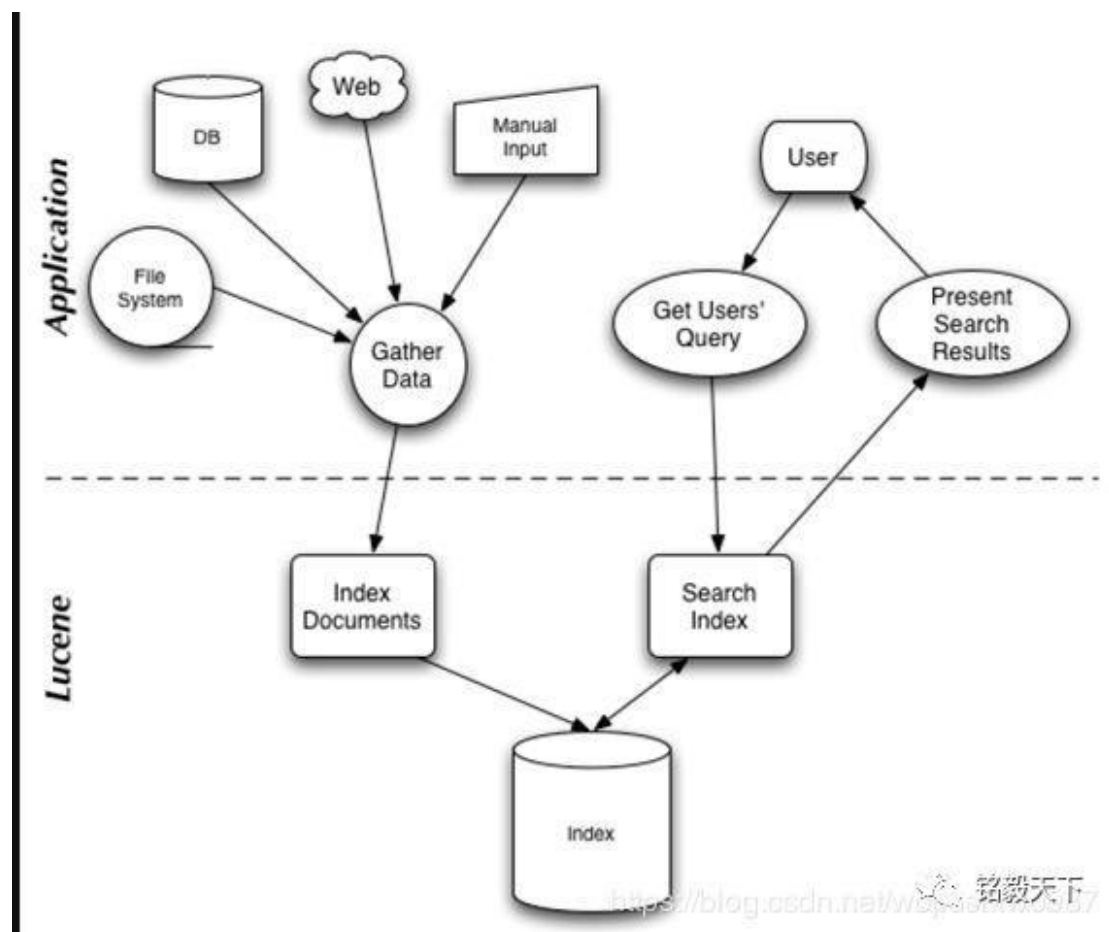 Web
DB
Manual
Input
User
Application
File
System
Gather
Data
Get Users'
Query
Present
Search
Results
Index
Documents
Search
Index
Lucene
Index
铭毅天下